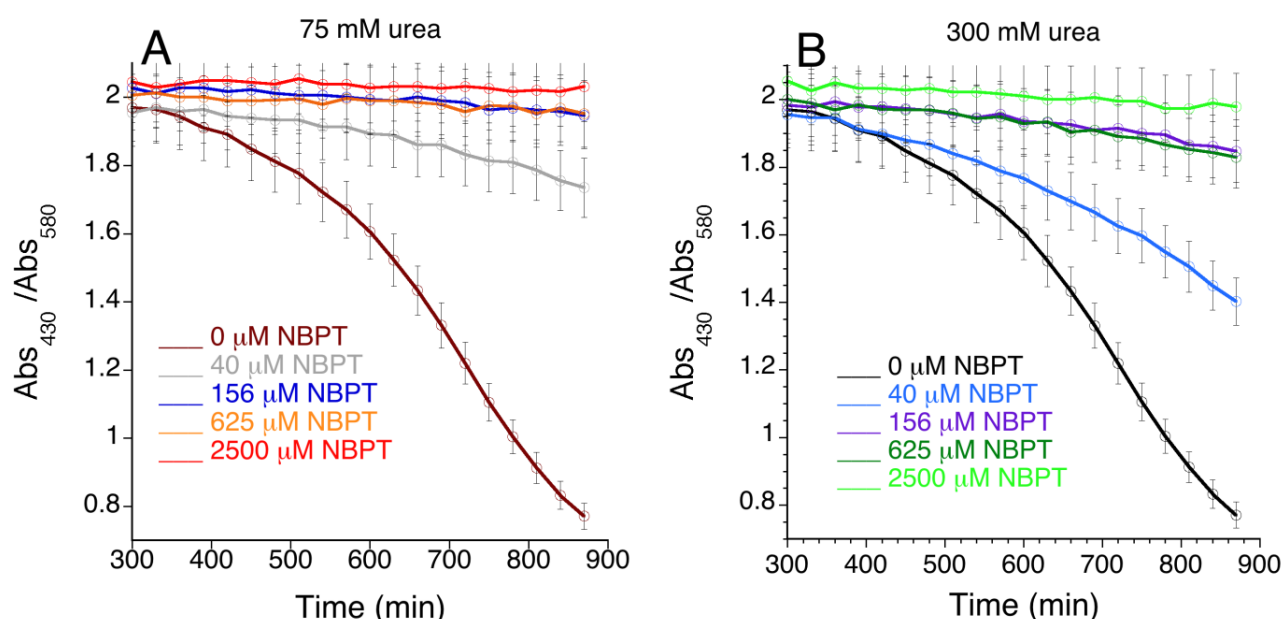 A
75 mM urea
Abs430/Abs580
2
1.8
1.6
1.4
1.2
1
0.8
0 μM NBPT
40 μM NBPT
156 μM NBPT
625 μM NBPT
2500 μM NBPT
300 400 500 600 700 800 900
Time (min)
B
300 mM urea
Abs430/Abs580
2
1.8
1.6
1.4
1.2
1
0.8
0 μM NBPT
40 μM NBPT
156 μM NBPT
625 μM NBPT
2500 μM NBPT
300 400 500 600 700 800 900
Time (min)